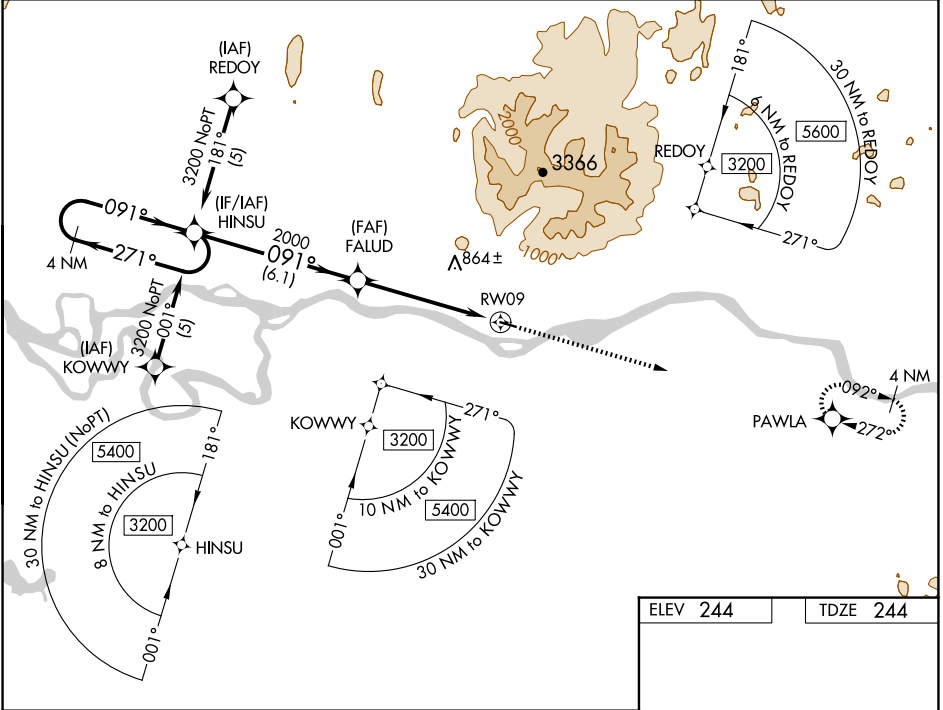 (IAF)
REDOY
3200 NoPT
181°
(5)
091°
(IF/IAF)
HINSU
271°
4 NM
2000
091°
(6.1)
(FAF)
FALUD
3200 NoPT
001°
(5)
(IAF)
KOWWY
2000
3366
1000
864±
RW09
181°
30 NM to REDOY
5600
6 NM to REDOY
REDOY
3200
271°
4 NM
092°
PAWLA
272°
30 NM to HINSU (NoPT)
5400
181°
8 NM to HINSU
3200
HINSU
001°
KOWWY
271°
3200
10 NM to KOWWY
5400
001°
30 NM to KOWWY
ELEV 244
TDZE 244